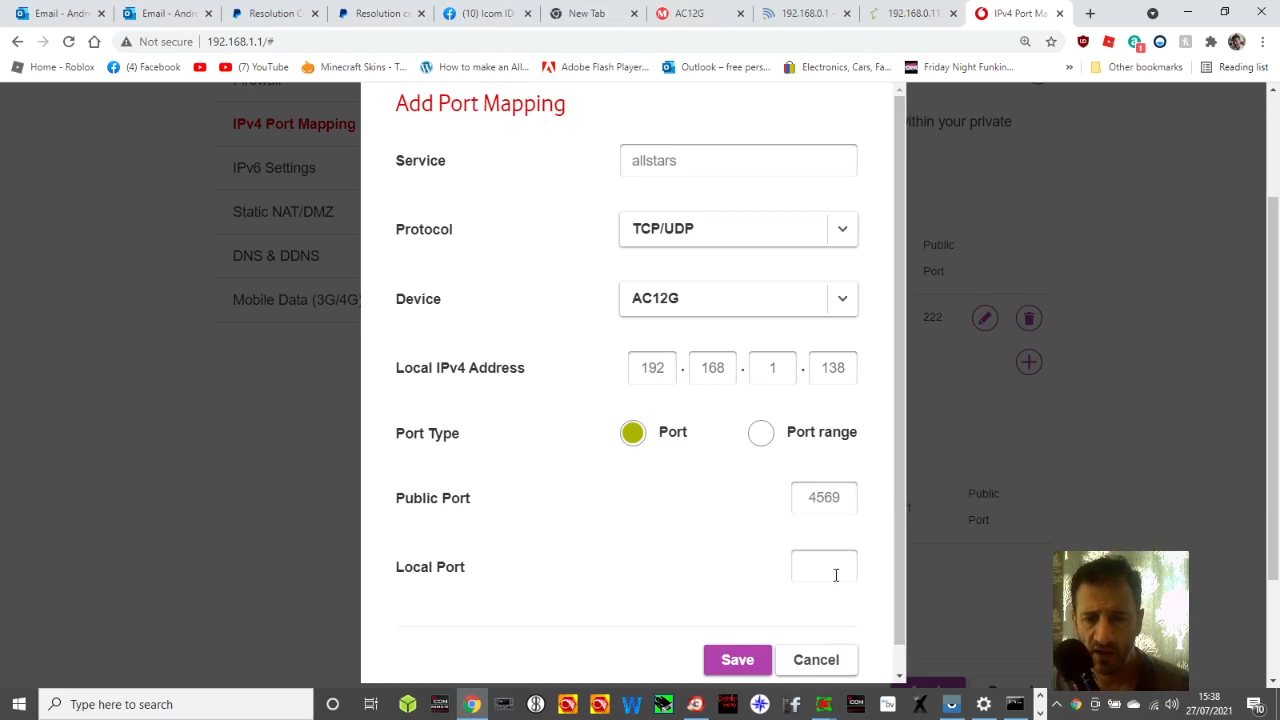 Email - Andr
Email - Andr
Payasol C
Resolution c
(10) Icom ID
New Tab
AC12G
192.168.0.1
192.168.0.11
IPv4 Port Ma
Not secure
192.168.1.1/#
Home - Roblox
(4) Facebook
(7) YouTube
Minecraft Skins - T...
How to make an Ill...
Adobe Flash Player...
Outlook – free pers...
Electronics, Cars, Fa...
Friday Night Funkin...
»
Other bookmarks
Reading list
Add Port Mapping
IPv4 Port Mapping
within your private
Service
allstars
IPv6 Settings
Static NAT/DMZ
Protocol
TCP/UDP
DNS & DDNS
Public
Port
Mobile Data (3G/4G)
Device
AC12G
222
Local IPv4 Address
192 . 168 . 1 . 138
Port Type
Port
Port range
Public Port
4569
Public
Port
Local Port
Save
Cancel
Type here to search
15:38
27/07/2021